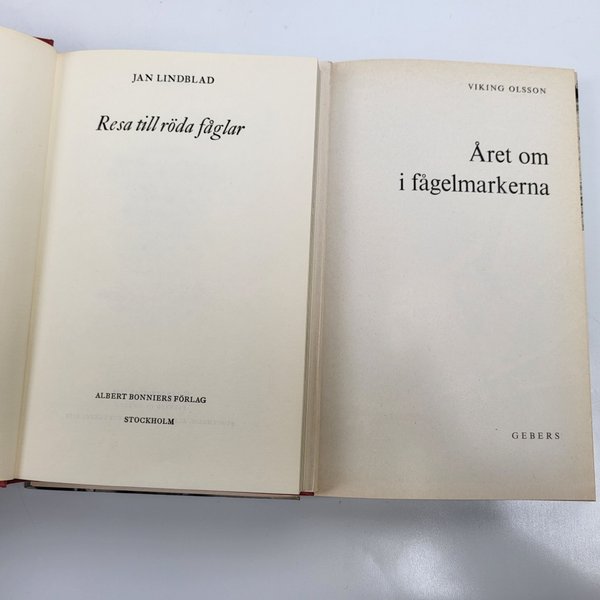 JAN LINDBLAD
Resa till röda fåglar
ALBERT BONNIERS FÖRLAG
STOCKHOLM
VIKING OLSSON
Året om
i fågelmarkerna
GEBERS